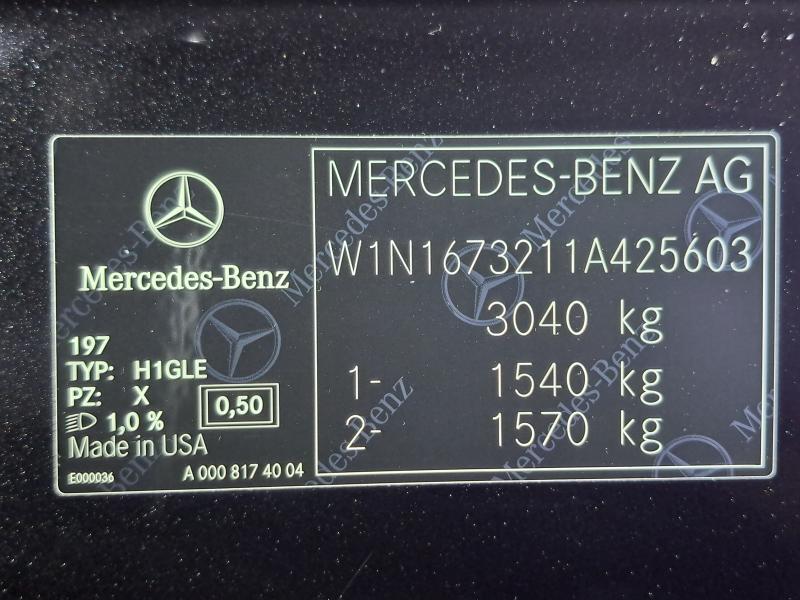 Mercedes-Benz
197
TYP: H1GLE
PZ: X
1,0 %
0,50
Made in USA
E000036
A 000 817 40 04
MERCEDES-BENZ AG
W1N1673211A425603
3040 kg
1- 1540 kg
2- 1570 kg